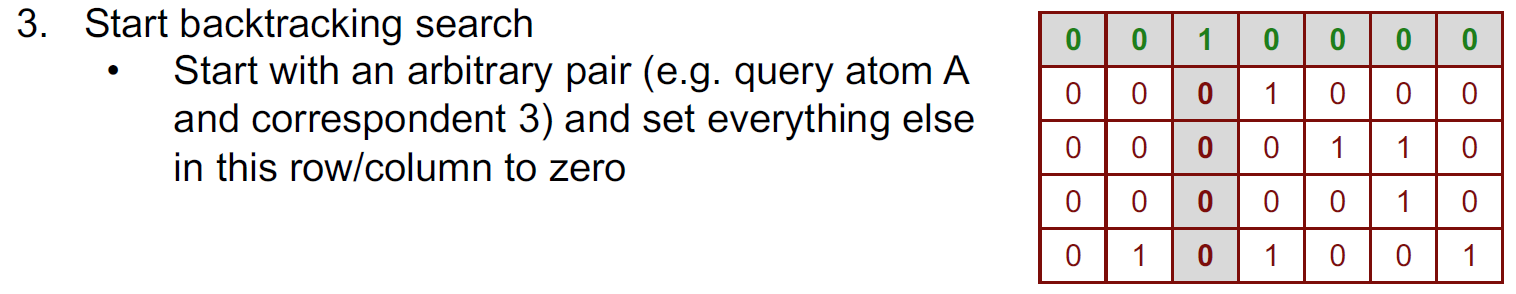 3. Start backtracking search
• Start with an arbitrary pair (e.g. query atom A
and correspondent 3) and set everything else
in this row/column to zero
0 0 1 0 0 0 0
0 0 0 1 0 0 0
0 0 0 0 1 1 0
0 0 0 0 0 1 0
0 1 0 1 0 0 1